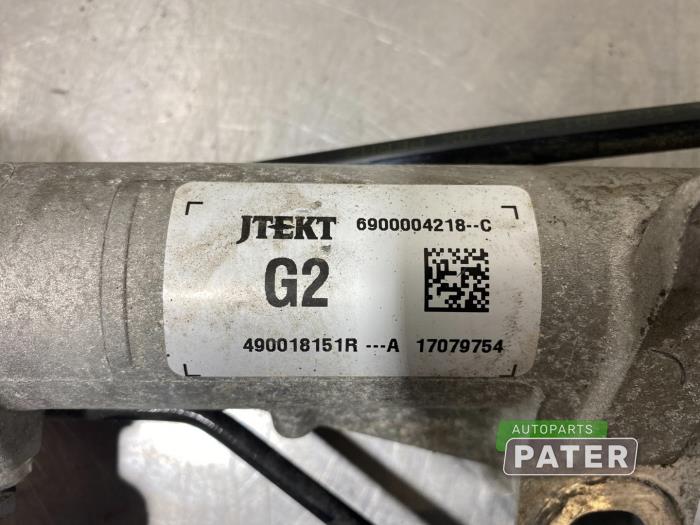 JTEKT 6900004218--C
G2
490018151R ---A 17079754
AUTOPARTS
PATER